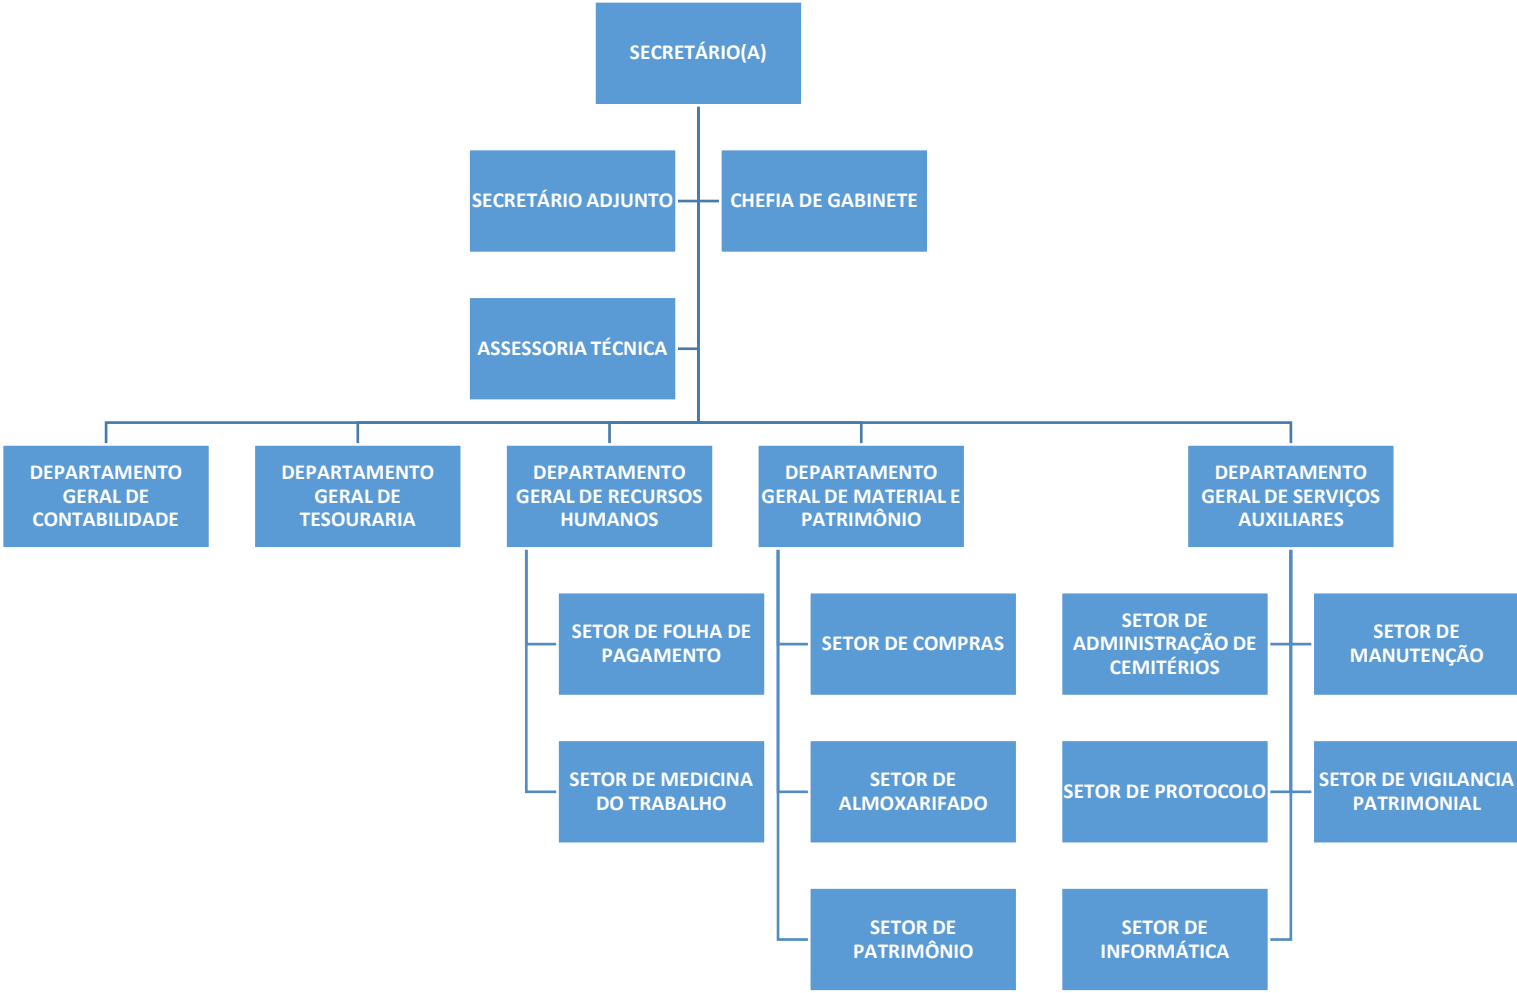 SECRETÁRIO(A)
SECRETÁRIO ADJUNTO
CHEFIA DE GABINETE
ASSESSORIA TÉCNICA
DEPARTAMENTO
GERAL DE
CONTABILIDADE
DEPARTAMENTO
GERAL DE
TESOURARIA
DEPARTAMENTO
GERAL DE RECURSOS
HUMANOS
DEPARTAMENTO
GERAL DE MATERIAL E
PATRIMÔNIO
DEPARTAMENTO
GERAL DE SERVIÇOS
AUXILIARES
SETOR DE FOLHA DE
PAGAMENTO
SETOR DE COMPRAS
SETOR DE
ADMINISTRAÇÃO DE
CEMITÉRIOS
SETOR DE
MANUTENÇÃO
SETOR DE MEDICINA
DO TRABALHO
SETOR DE
ALMOXARIFADO
SETOR DE PROTOCOLO
SETOR DE VIGILANCIA
PATRIMONIAL
SETOR DE
PATRIMÔNIO
SETOR DE
INFORMÁTICA